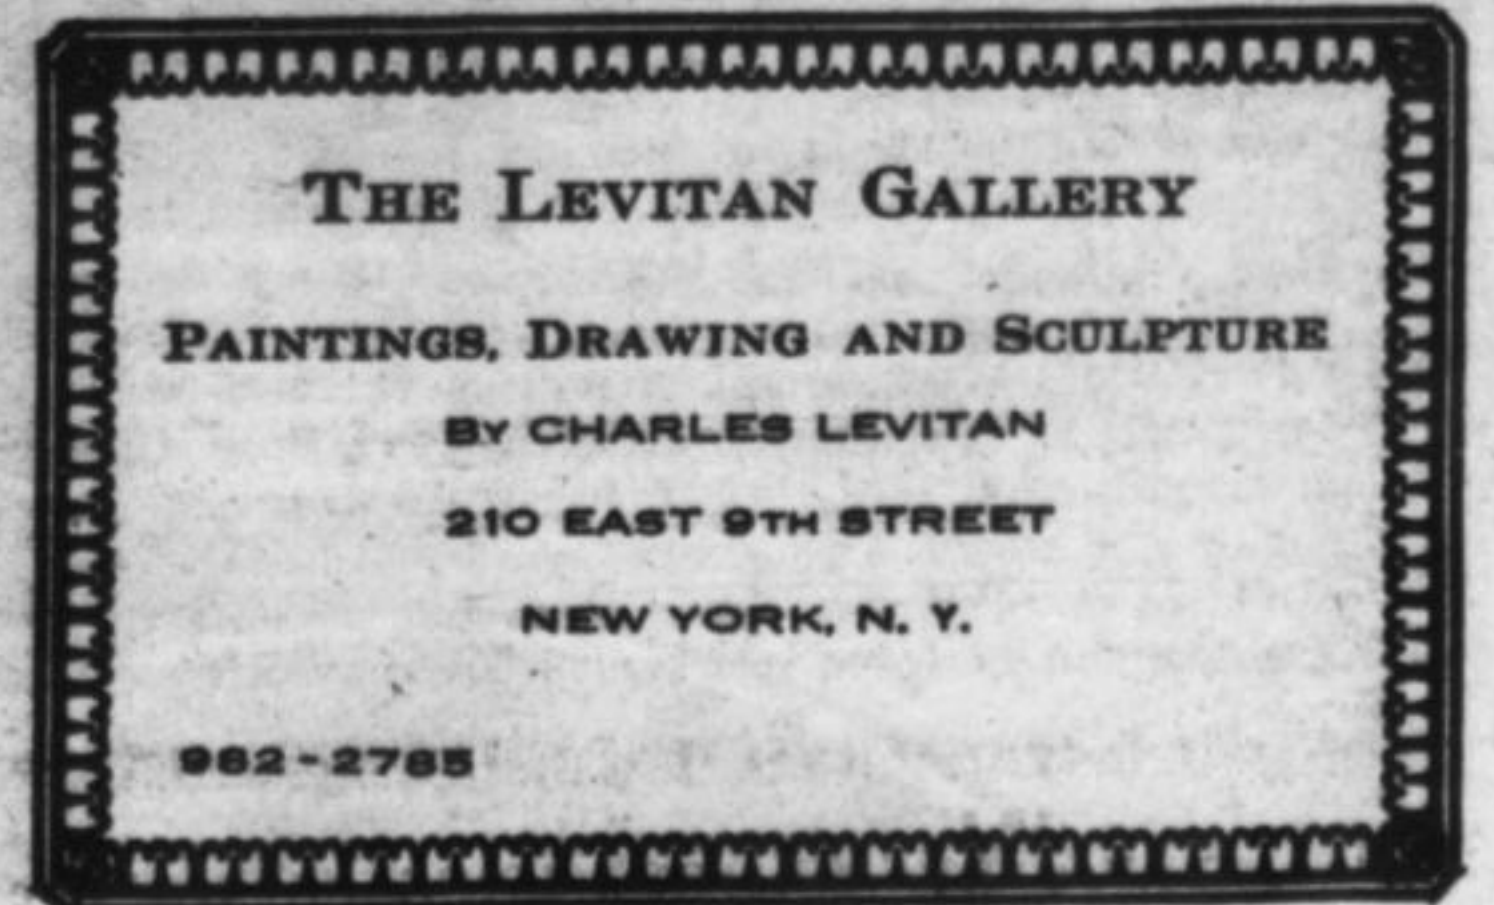 THE LEVITAN GALLERY
PAINTINGS, DRAWING AND SCULPTURE
BY CHARLES LEVITAN
210 EAST 9TH STREET
NEW YORK, N. Y.
982-2785